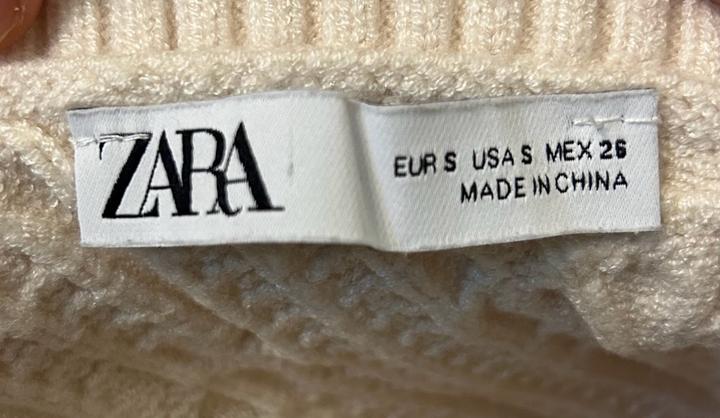 ZARA
EUR S USA S MEX 26
MADE IN CHINA